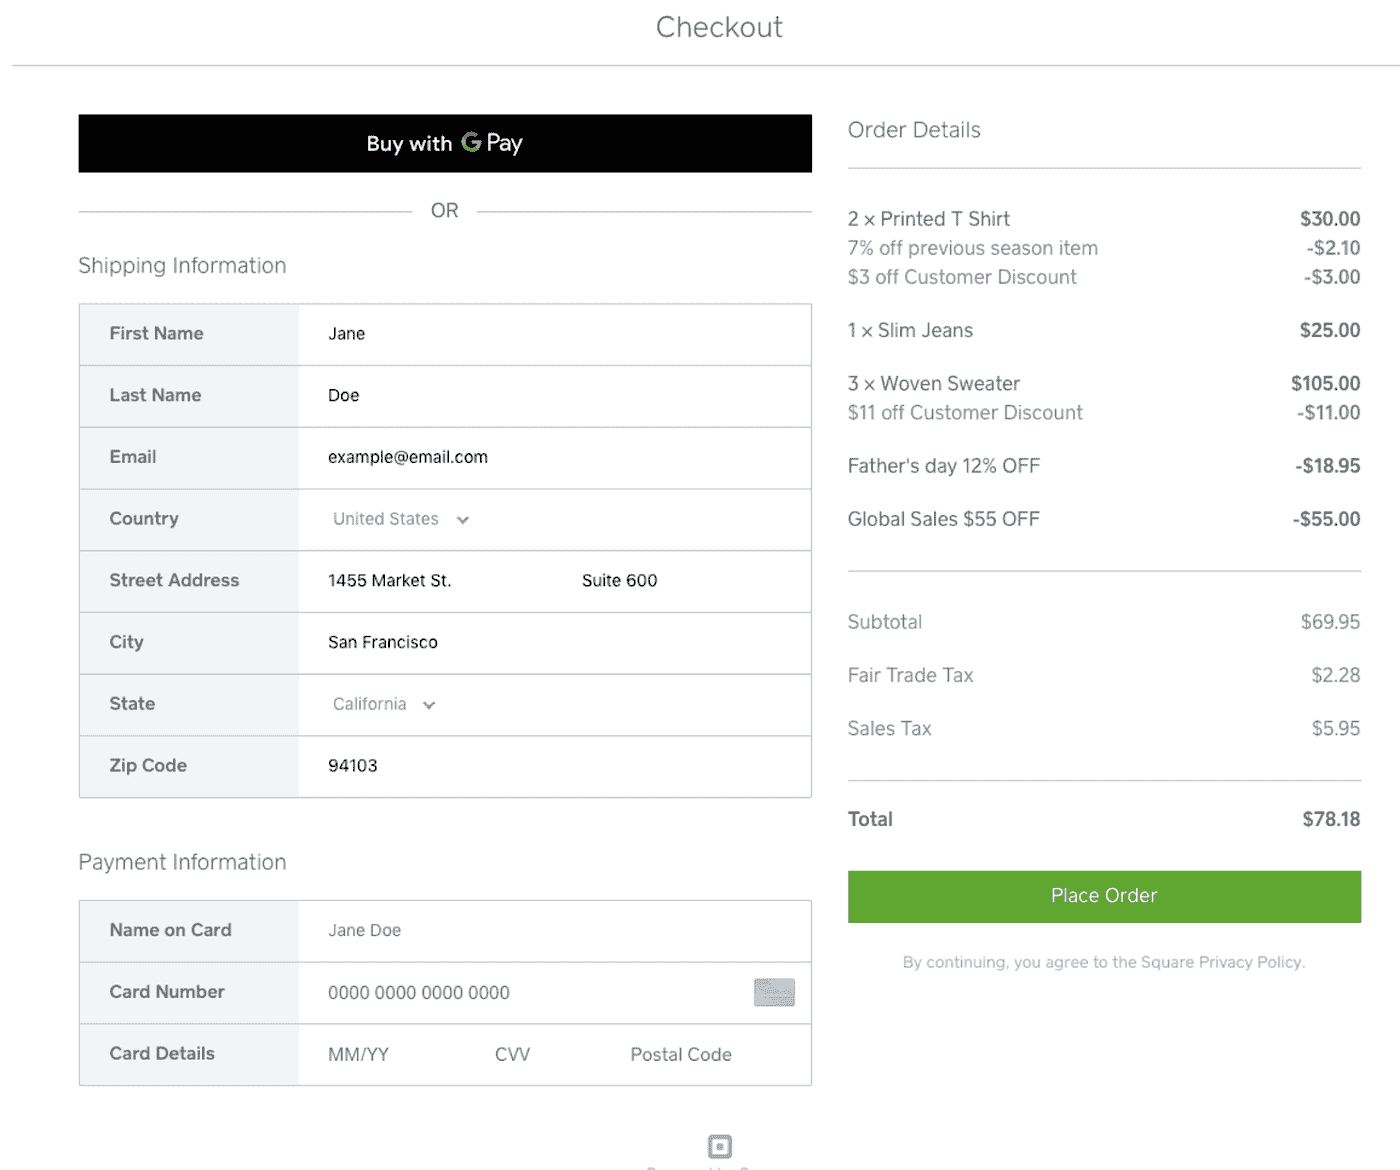 Checkout
Buy with G Pay
OR
Shipping Information
First Name Jane
Last Name Doe
Email example@email.com
Country United States
Street Address 1455 Market St. Suite 600
City San Francisco
State California
Zip Code 94103
Payment Information
Name on Card Jane Doe
Card Number 0000 0000 0000 0000
Card Details MM/YY CVV Postal Code
Order Details
2 x Printed T Shirt $30.00
7% off previous season item -$2.10
$3 off Customer Discount -$3.00
1 x Slim Jeans $25.00
3 x Woven Sweater $105.00
$11 off Customer Discount -$11.00
Father's day 12% OFF -$18.95
Global Sales $55 OFF -$55.00
Subtotal $69.95
Fair Trade Tax $2.28
Sales Tax $5.95
Total $78.18
Place Order
By continuing, you agree to the Square Privacy Policy.